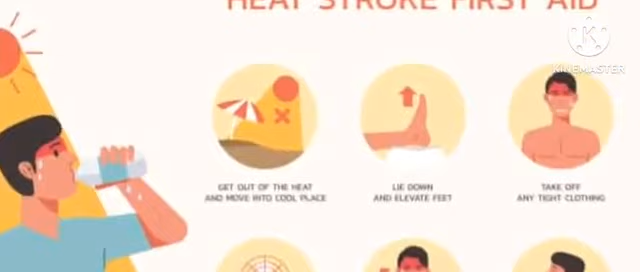 HEAT STROKE FIRST AID
KINEMASTER
GET OUT OF THE HEAT
AND MOVE INTO COOL PLACE
LIE DOWN
AND ELEVATE FEET
TAKE OFF
ANY TIGHT CLOTHING